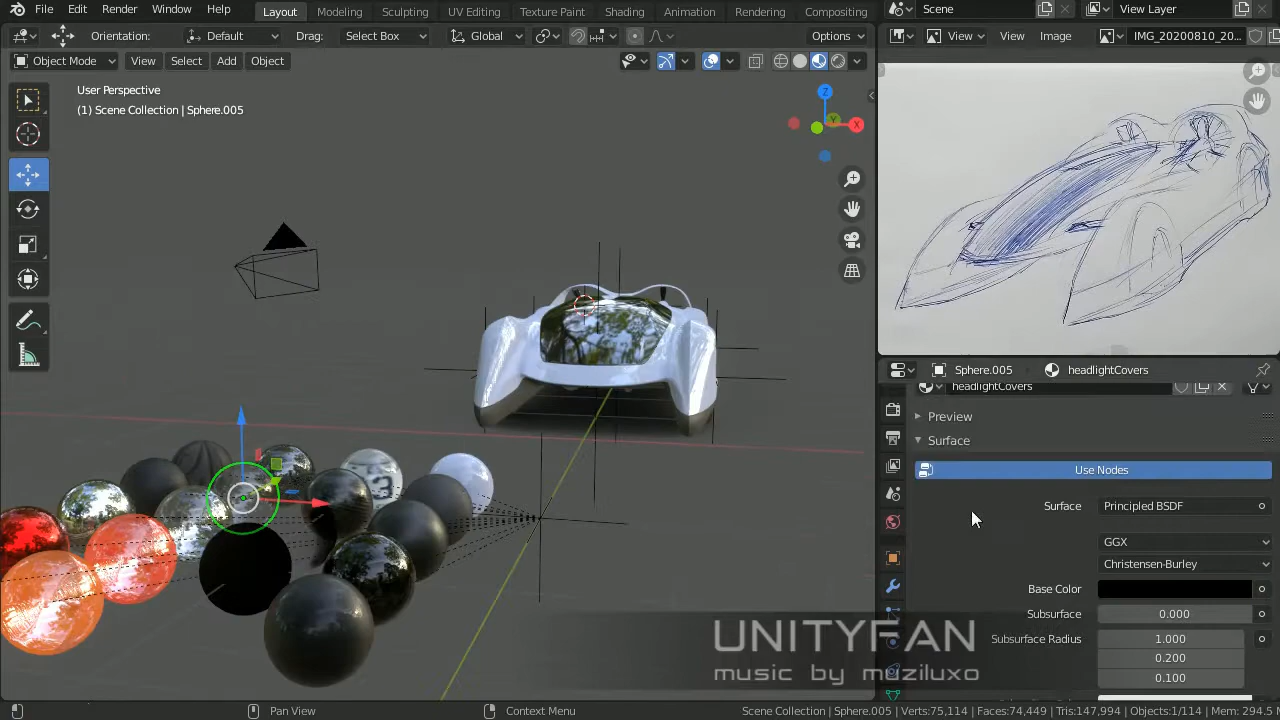 File Edit Render Window Help Layout Modeling Sculpting UV Editing Texture Paint Shading Animation Rendering Compositing Scene View Layer
Orientation: Default Drag: Select Box Global Options View View Image IMG_20200810_20...
Object Mode View Select Add Object
User Perspective
(1) Scene Collection | Sphere.005
Z
Y
X
3
Sphere.005 headlightCovers
headlightCovers
Preview
Surface
Use Nodes
Surface Principled BSDF
GGX
Christensen-Burley
Base Color
Subsurface 0.000
Subsurface Radius 1.000
0.200
0.100
UNITYFAN
music by muziluxo
Pan View Context Menu Scene Collection | Sphere.005 | Verts:75,114 | Faces:74,449 | Tris:147,994 | Objects:1/114 | Mem: 294.5